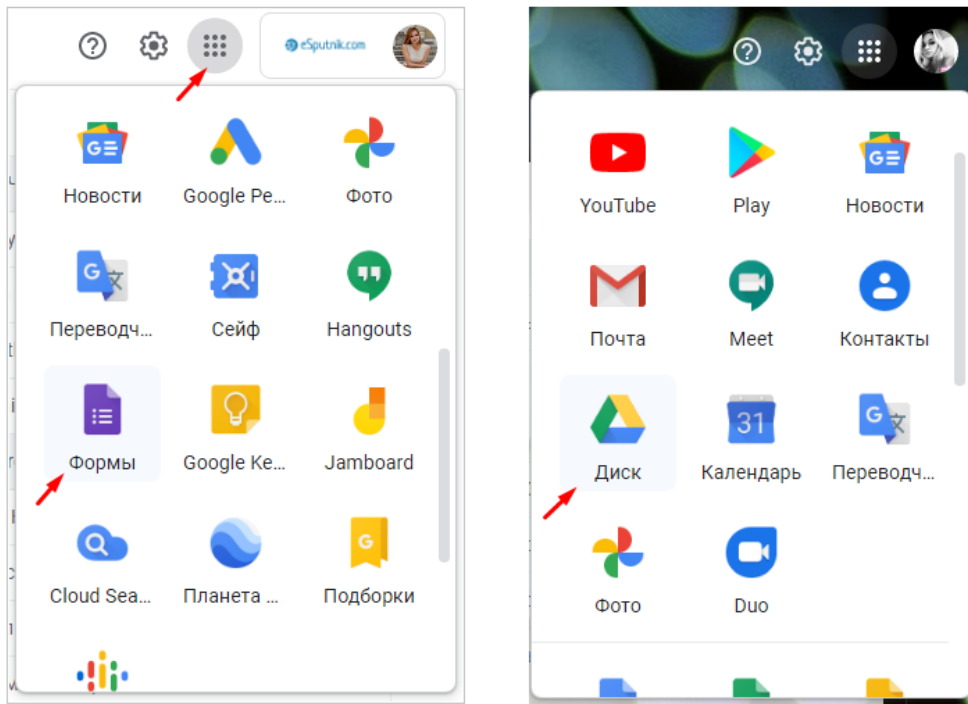 eSputnik.com
Новости
Google Ре...
Фото
Переводч...
Сейф
Hangouts
Формы
Google Ke...
Jamboard
Cloud Sea...
Планета ...
Подборки
YouTube
Play
Новости
Почта
Meet
Контакты
31
Диск
Календарь
Переводч...
Фото
Duo